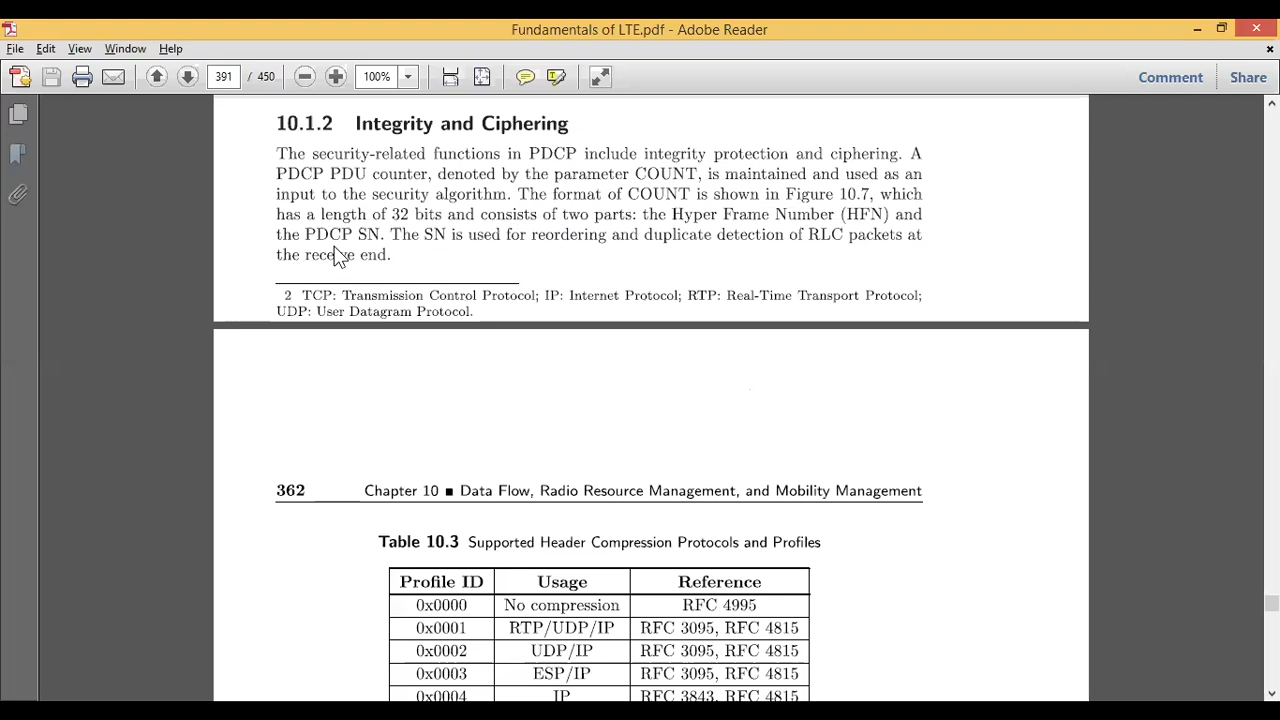 Fundamentals of LTE.pdf - Adobe Reader
File Edit View Window Help
391 / 450 100% Comment Share
10.1.2 Integrity and Ciphering
The security-related functions in PDCP include integrity protection and ciphering. A
PDCP PDU counter, denoted by the parameter COUNT, is maintained and used as an
input to the security algorithm. The format of COUNT is shown in Figure 10.7, which
has a length of 32 bits and consists of two parts: the Hyper Frame Number (HFN) and
the PDCP SN. The SN is used for reordering and duplicate detection of RLC packets at
the receive end.
2 TCP: Transmission Control Protocol; IP: Internet Protocol; RTP: Real-Time Transport Protocol;
UDP: User Datagram Protocol.
362 Chapter 10 ■ Data Flow, Radio Resource Management, and Mobility Management
Table 10.3 Supported Header Compression Protocols and Profiles
Profile ID Usage Reference
0x0000 No compression RFC 4995
0x0001 RTP/UDP/IP RFC 3095, RFC 4815
0x0002 UDP/IP RFC 3095, RFC 4815
0x0003 ESP/IP RFC 3095, RFC 4815
0x0004 IP RFC 3843, RFC 4815